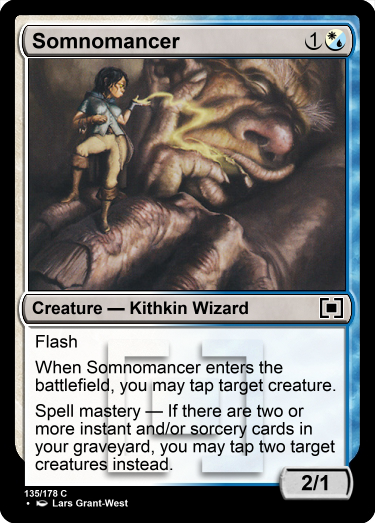 Somnomancer 1
Creature — Kithkin Wizard
Flash
When Somnomancer enters the
battlefield, you may tap target creature.
Spell mastery — If there are two or
more instant and/or sorcery cards in
your graveyard, you may tap two target
creatures instead.
2/1
135/178 C
• Lars Grant-West